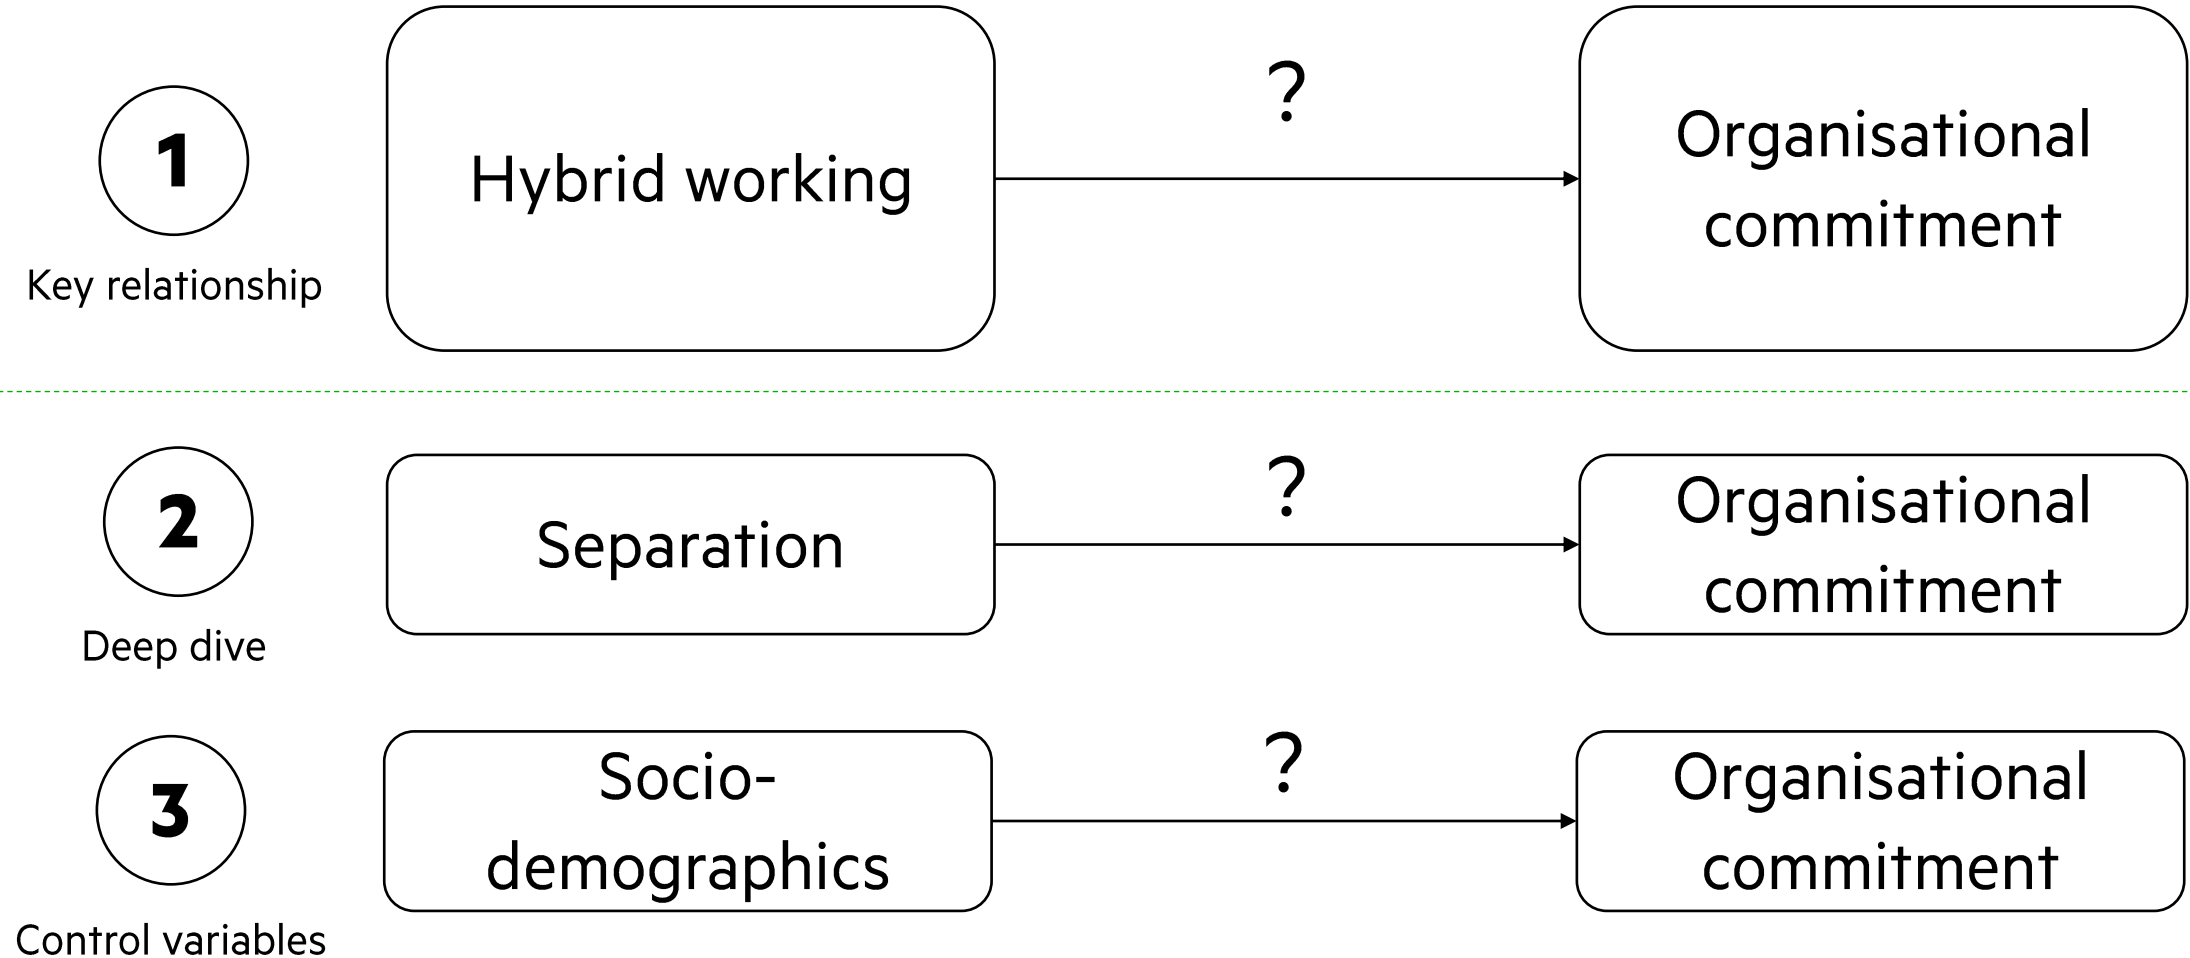 1
Key relationship
Hybrid working
?
Organisational
commitment
2
Deep dive
Separation
?
Organisational
commitment
3
Control variables
Socio-
demographics
?
Organisational
commitment